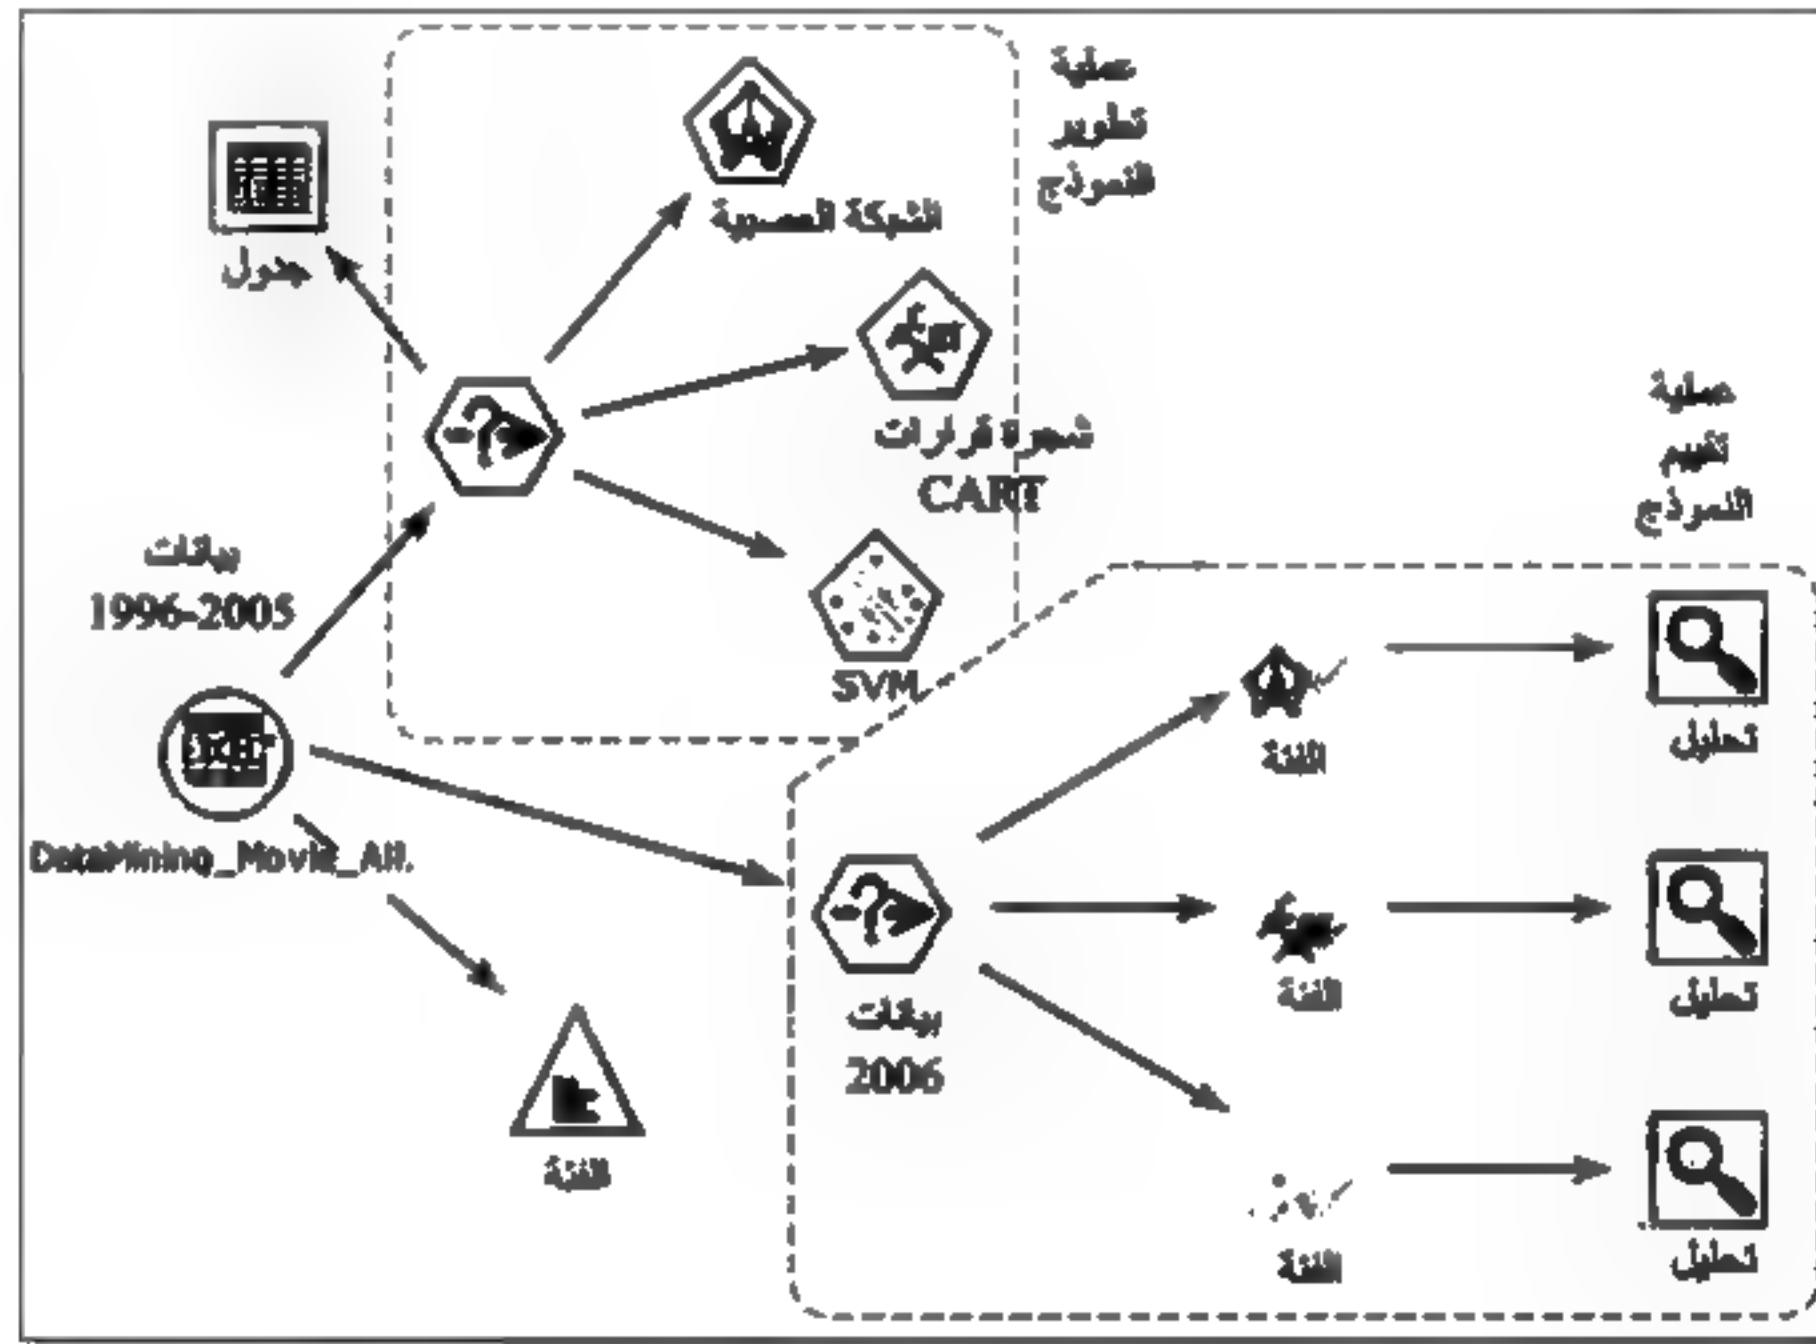 عملية
تطوير
النموذج
الشبكة العصبية
جدول
شجرة قرارات
CART
عملية
تقييم
النموذج
بيانات
1996-2005
SVM
DataMining_Movie_All.
الفئة
تحليل
بيانات
2006
الفئة
تحليل
الفئة
الفئة
تحليل